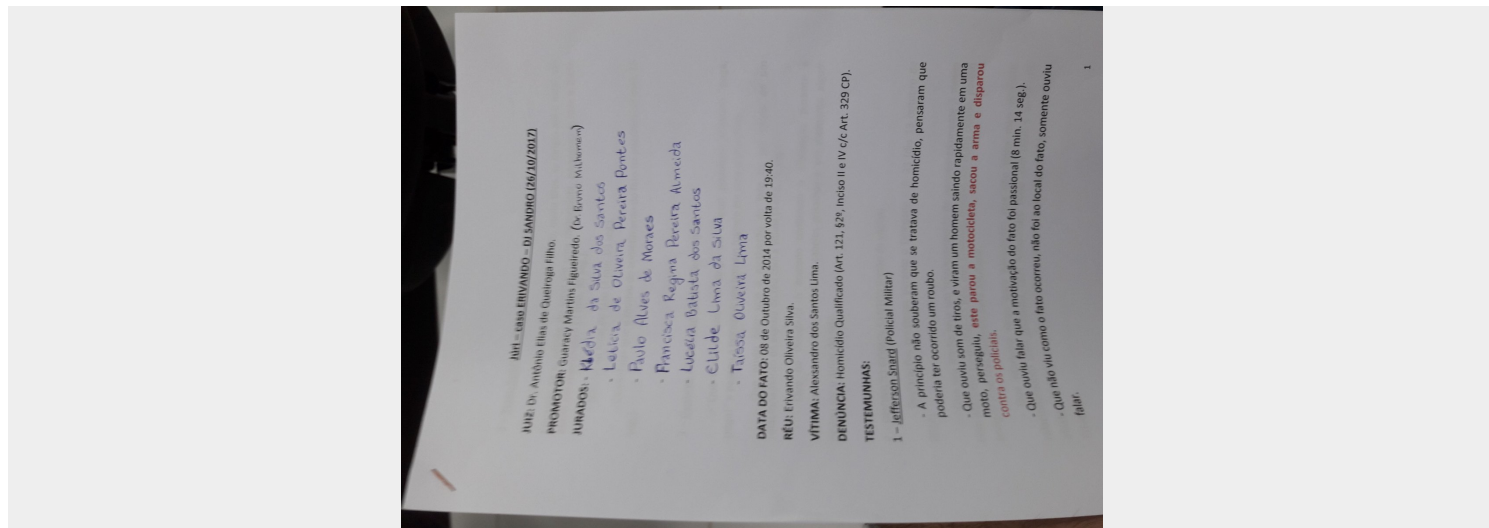 Júri – caso ERIVANDO – DJ SANDRO (26/10/2017)
JUIZ: Dr. Antônio Elias de Queiroga Filho.
PROMOTOR: Guaracy Martins Figueiredo. (Dr Bruno Milhomem)
JURADOS: - da Silva dos Santos
- Letícia de Oliveira Pereira Pontes
- Paulo Alves de Moraes
- Francisca Regina Pereira Almeida
- Lucélia Batista dos Santos
- Elilde Lima da Silva
- Taissa Oliveira Lima
DATA DO FATO: 08 de Outubro de 2014 por volta de 19:40.
RÉU: Erivando Oliveira Silva.
VÍTIMA: Alexsandro dos Santos Lima.
DENÚNCIA: Homicídio Qualificado (Art. 121, §2º, Inciso II e IV c/c Art. 329 CP).
TESTEMUNHAS:
1 – Jefferson Snard (Policial Militar)
- A princípio não souberam que se tratava de homicídio, pensaram que
poderia ter ocorrido um roubo.
- Que ouviu som de tiros, e viram um homem saindo rapidamente em uma
moto, perseguiu, este parou a motocicleta, sacou a arma e disparou
contra os policiais.
- Que ouviu falar que a motivação do fato foi passional (8 min. 14 seg.).
- Que não viu como o fato ocorreu, não foi ao local do fato, somente ouviu
falar.
1